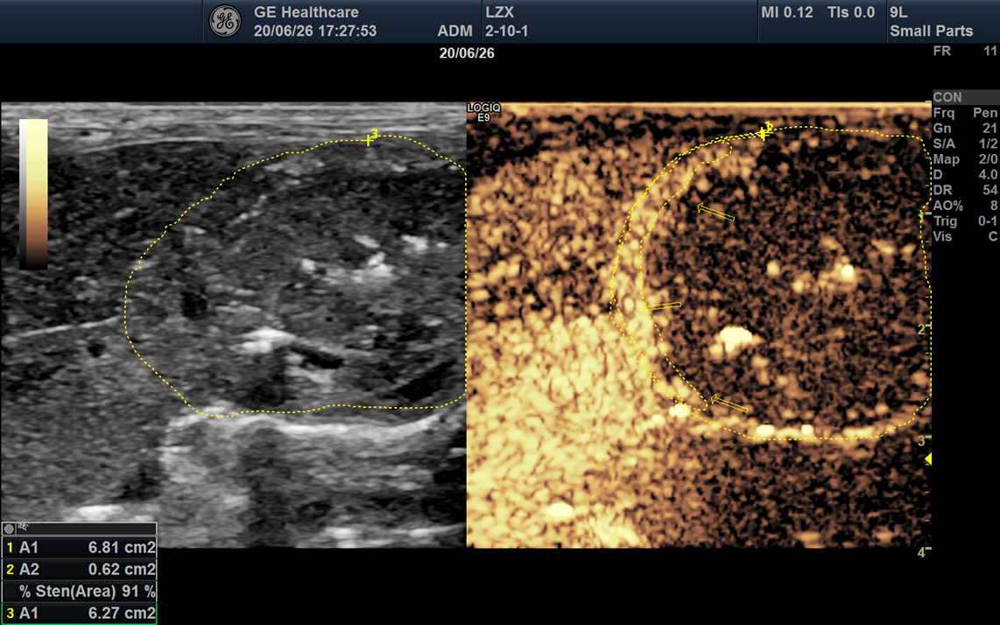 GE Healthcare
20/06/26 17:27:53 ADM
LZX
2-10-1
MI 0.12 TIs 0.0
9L
Small Parts
20/06/26
FR 11
CON
Frq Pen
Gn 21
S/A 1/2
Map 2/0
D 4.0
DR 54
AO% 8
Trig 0-1
Vis C
LOGIQ
E9
3
2
3
4
1 A1 6.81 cm2
2 A2 0.62 cm2
% Sten(Area) 91 %
3 A1 6.27 cm2